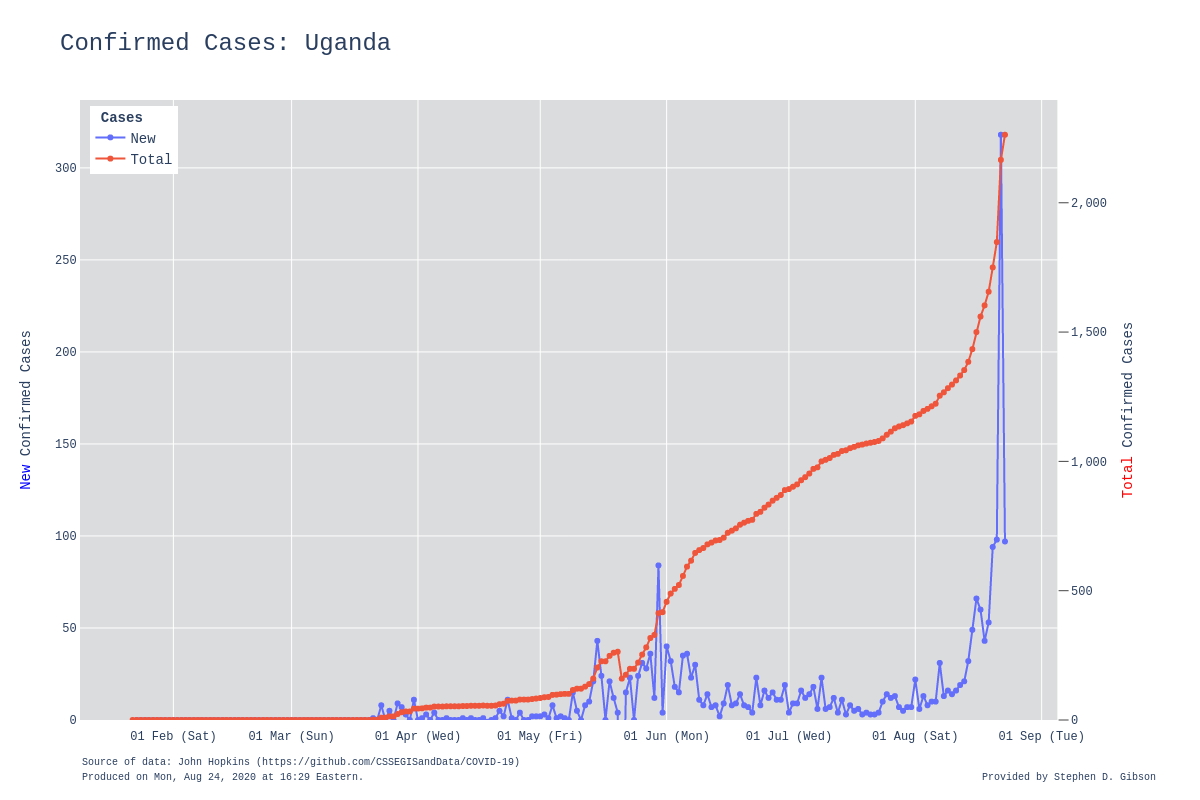 Confirmed Cases: Uganda
Cases
New
Total
300
250
200
150
100
50
0
2,000
1,500
1,000
500
0
New Confirmed Cases
Total Confirmed Cases
01 Feb (Sat)
01 Mar (Sun)
01 Apr (Wed)
01 May (Fri)
01 Jun (Mon)
01 Jul (Wed)
01 Aug (Sat)
01 Sep (Tue)
Source of data: John Hopkins (https://github.com/CSSEGISandData/COVID-19)
Produced on Mon, Aug 24, 2020 at 16:29 Eastern.
Provided by Stephen D. Gibson